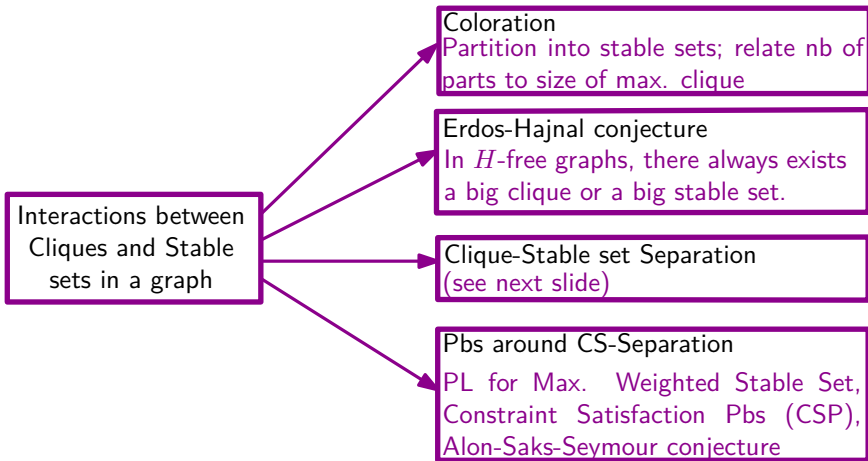 Coloration
Partition into stable sets; relate nb of
parts to size of max. clique
Erdos-Hajnal conjecture
In H-free graphs, there always exists
a big clique or a big stable set.
Interactions between
Cliques and Stable
sets in a graph
Clique-Stable set Separation
(see next slide)
Pbs around CS-Separation
PL for Max. Weighted Stable Set,
Constraint Satisfaction Pbs (CSP),
Alon-Saks-Seymour conjecture